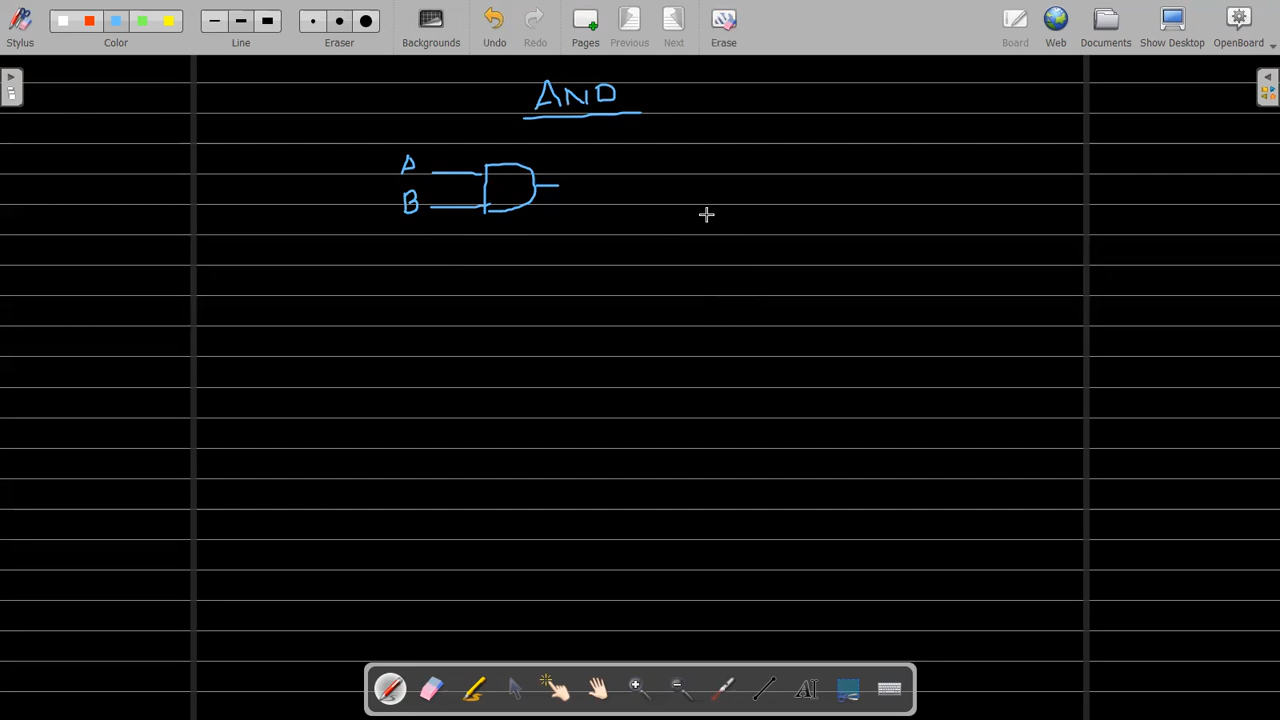 Stylus Color Line Eraser Backgrounds Undo Redo Pages Previous Next Erase Board Web Documents Show Desktop OpenBoard
AND
A
B